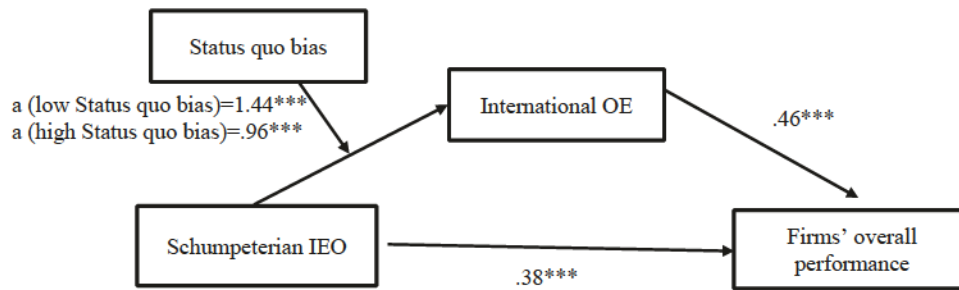 Status quo bias
a (low Status quo bias)=1.44***
a (high Status quo bias)=.96***
International OE
.46***
Schumpeterian IEO
.38***
Firms’ overall
performance